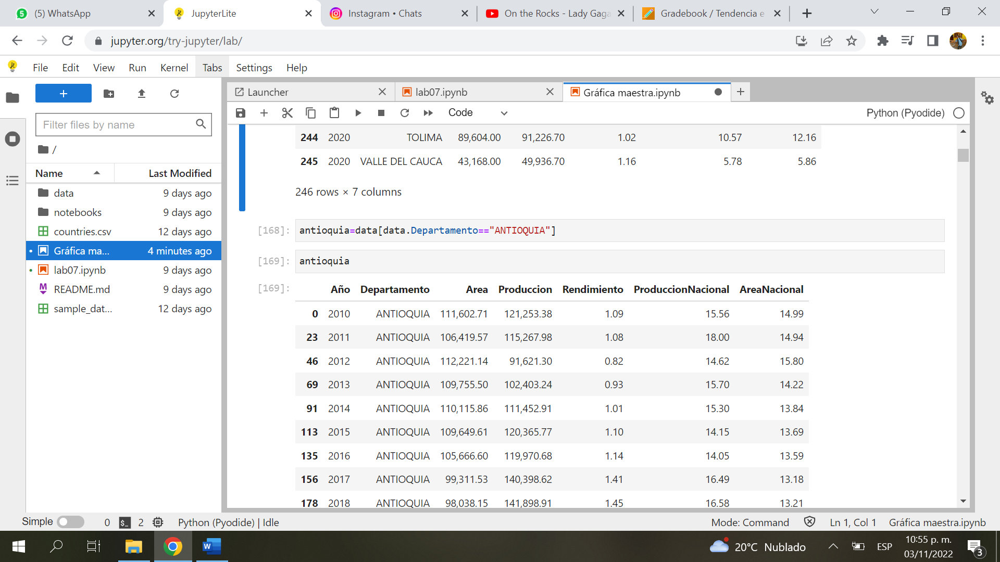 (5) WhatsApp
JupyterLite
Instagram • Chats
On the Rocks - Lady Gaga
Gradebook / Tendencia e
jupyter.org/try-jupyter/lab/
File Edit View Run Kernel Tabs Settings Help
Launcher
lab07.ipynb
Gráfica maestra.ipynb
Code
Python (Pyodide)
Filter files by name
/
Name Last Modified
data 9 days ago
notebooks 9 days ago
countries.csv 12 days ago
• Gráfica ma... 4 minutes ago
• lab07.ipynb 9 days ago
README.md 9 days ago
sample_dat... 12 days ago
244 2020 TOLIMA 89,604.00 91,226.70 1.02 10.57 12.16
245 2020 VALLE DEL CAUCA 43,168.00 49,936.70 1.16 5.78 5.86
246 rows × 7 columns
[168]: antioquia=data[data.Departamento=="ANTIOQUIA"]
[169]: antioquia
[169]: Año Departamento Area Produccion Rendimiento ProduccionNacional AreaNacional
0 2010 ANTIOQUIA 111,602.71 121,253.38 1.09 15.56 14.99
23 2011 ANTIOQUIA 106,419.57 115,267.98 1.08 18.00 14.94
46 2012 ANTIOQUIA 112,221.14 91,621.30 0.82 14.62 15.80
69 2013 ANTIOQUIA 109,755.50 102,403.24 0.93 15.70 14.22
91 2014 ANTIOQUIA 110,115.86 111,452.91 1.01 15.30 13.84
113 2015 ANTIOQUIA 109,649.61 120,365.77 1.10 14.15 13.69
135 2016 ANTIOQUIA 105,666.60 119,970.68 1.14 14.05 13.59
156 2017 ANTIOQUIA 99,311.53 140,398.62 1.41 16.49 13.18
178 2018 ANTIOQUIA 98,038.15 141,898.91 1.45 16.58 13.21
Simple 0 2 Python (Pyodide) | Idle
Mode: Command Ln 1, Col 1 Gráfica maestra.ipynb
20°C Nublado
ESP
10:55 p. m.
03/11/2022
3